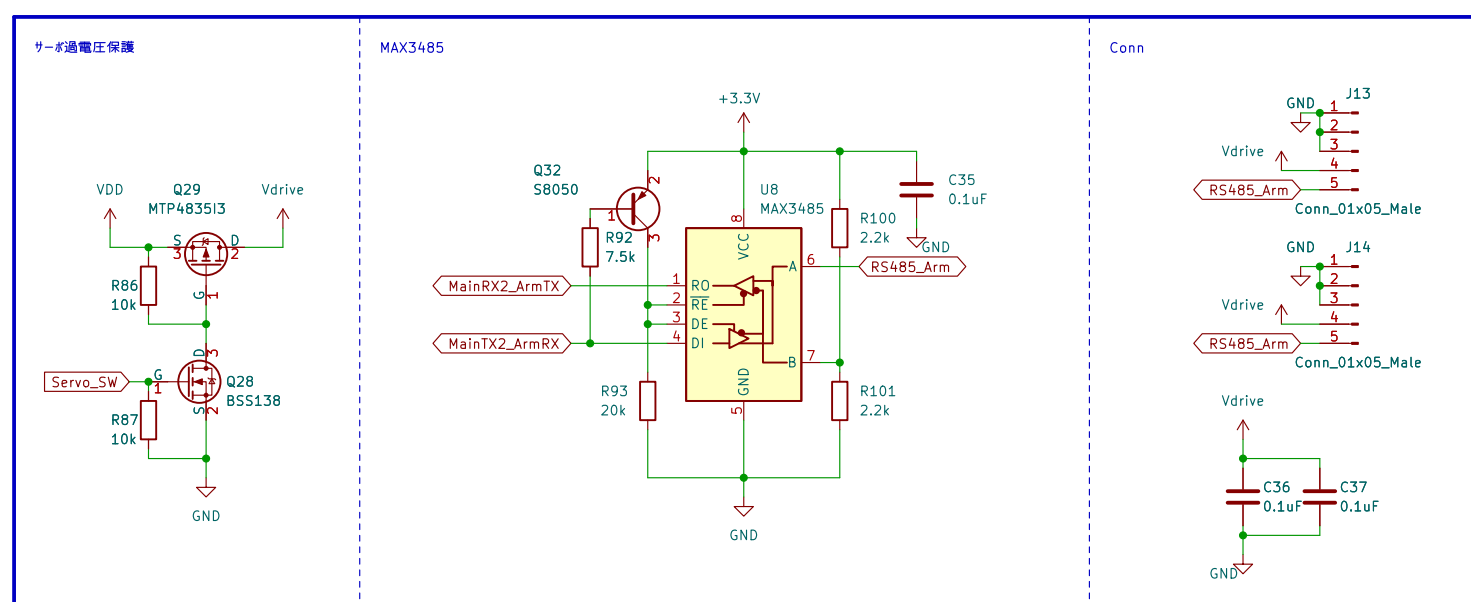 サーボ過電圧保護
VDD
Q29
MTP4835I3
Vdrive
S
3
D
2
G
1
R86
10k
D
3
Servo_SW
G
1
Q28
BSS138
S
2
R87
10k
GND
MAX3485
+3.3V
Q32
S8050
2
1
3
R92
7.5k
C35
0.1uF
GND
U8
MAX3485
8
VCC
R100
2.2k
MainRX2_ArmTX
1
RO
2
RE
3
DE
MainTX2_ArmRX
4
DI
A
6
RS485_Arm
B
7
GND
5
R93
20k
R101
2.2k
GND
Conn
J13
GND
1
2
3
Vdrive
4
RS485_Arm
5
Conn_01x05_Male
J14
GND
1
2
3
Vdrive
4
RS485_Arm
5
Conn_01x05_Male
Vdrive
C36
0.1uF
C37
0.1uF
GND